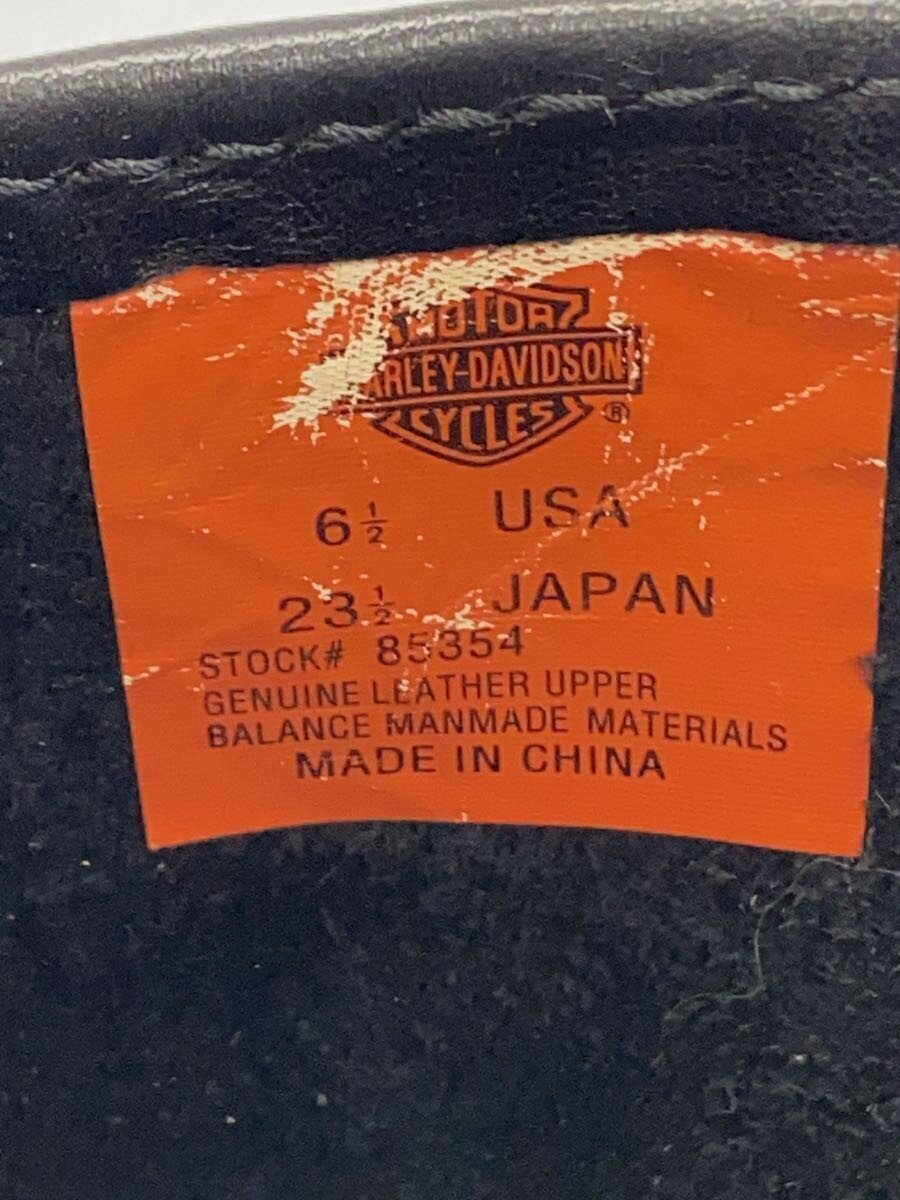 MOTOR
HARLEY-DAVIDSON
CYCLES ®
6½ USA
23½ JAPAN
STOCK# 85354
GENUINE LEATHER UPPER
BALANCE MANMADE MATERIALS
MADE IN CHINA